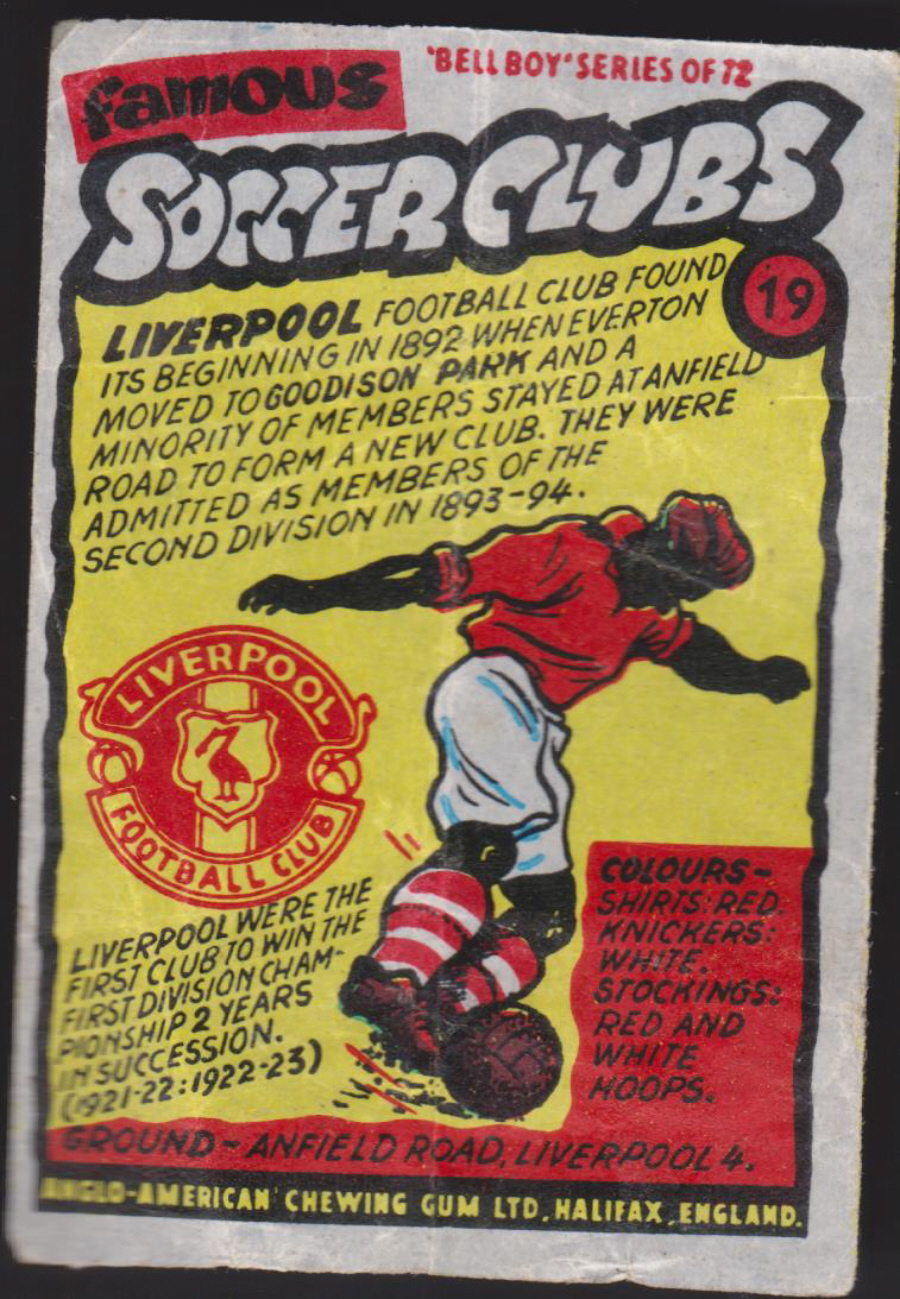 famous
'BELL BOY' SERIES OF 72
SOCCER CLUBS
19
LIVERPOOL FOOTBALL CLUB FOUND
ITS BEGINNING IN 1892 WHEN EVERTON
MOVED TO GOODISON PARK AND A
MINORITY OF MEMBERS STAYED AT ANFIELD
ROAD TO FORM A NEW CLUB. THEY WERE
ADMITTED AS MEMBERS OF THE
SECOND DIVISION IN 1893-94.
LIVERPOOL
FOOTBALL CLUB
LIVERPOOL WERE THE
FIRST CLUB TO WIN THE
FIRST DIVISION CHAM-
PIONSHIP 2 YEARS
IN SUCCESSION.
(1921-22:1922-23)
COLOURS-
SHIRTS: RED.
KNICKERS:
WHITE.
STOCKINGS:
RED AND
WHITE
HOOPS.
GROUND - ANFIELD ROAD, LIVERPOOL 4.
ANGLO-AMERICAN CHEWING GUM LTD, HALIFAX, ENGLAND.